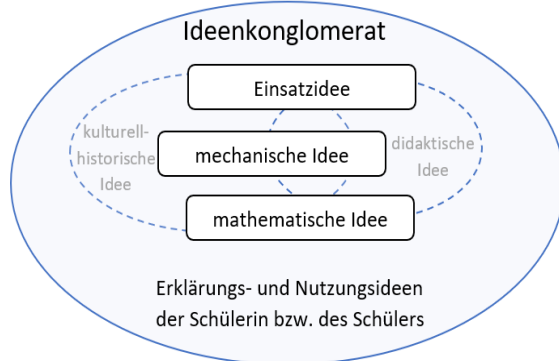 Ideenkonglomerat
Einsatzidee
kulturell-
historische
Idee
mechanische Idee
didaktische
Idee
mathematische Idee
Erklärungs- und Nutzungsideen
der Schülerin bzw. des Schülers